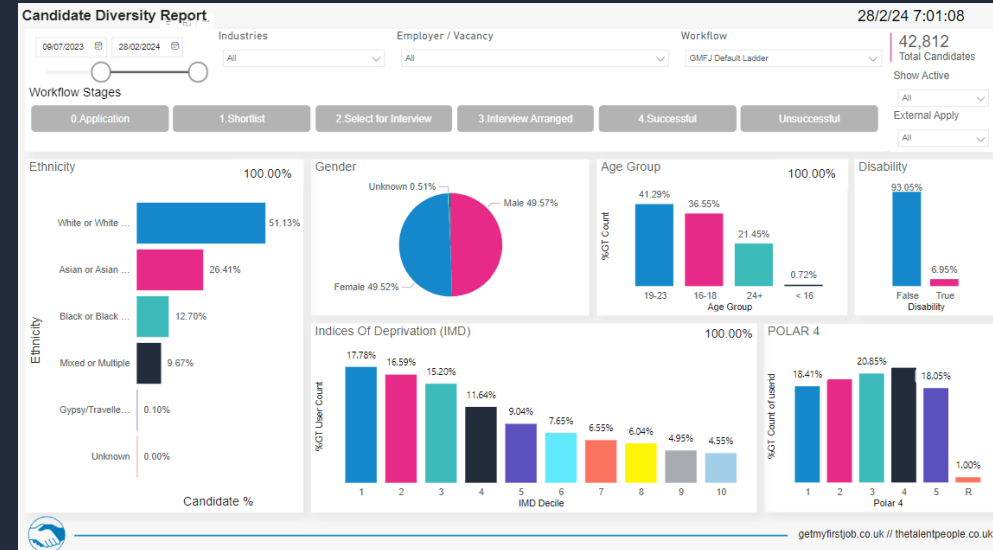 Candidate Diversity Report
28/2/24 7:01:08
09/07/2023
28/02/2024
Industries
All
Employer / Vacancy
All
Workflow
GMFJ Default Ladder
42,812
Total Candidates
Show Active
All
External Apply
All
Workflow Stages
0.Application
1.Shortlist
2.Select for Interview
3.Interview Arranged
4.Successful
Unsuccessful
Ethnicity
100.00%
Ethnicity
White or White ...
51.13%
Asian or Asian ...
26.41%
Black or Black ...
12.70%
Mixed or Multiple
9.67%
Gypsy/Travelle...
0.10%
Unknown
0.00%
Candidate %
Gender
Unknown 0.51%
Male 49.57%
Female 49.52%
Age Group
100.00%
%GT Count
41.29%
36.55%
21.45%
0.72%
19-23
16-18
24+
< 16
Age Group
Disability
93.05%
6.95%
False
True
Disability
Indices Of Deprivation (IMD)
100.00%
%GT User Count
17.78%
16.59%
15.20%
11.64%
9.04%
7.65%
6.55%
6.04%
4.95%
4.55%
1
2
3
4
5
6
7
8
9
10
IMD Decile
POLAR 4
%GT Count of userid
18.41%
20.85%
18.05%
1.00%
1
2
3
4
5
R
Polar 4
getmyfirstjob.co.uk // thetalentpeople.co.uk